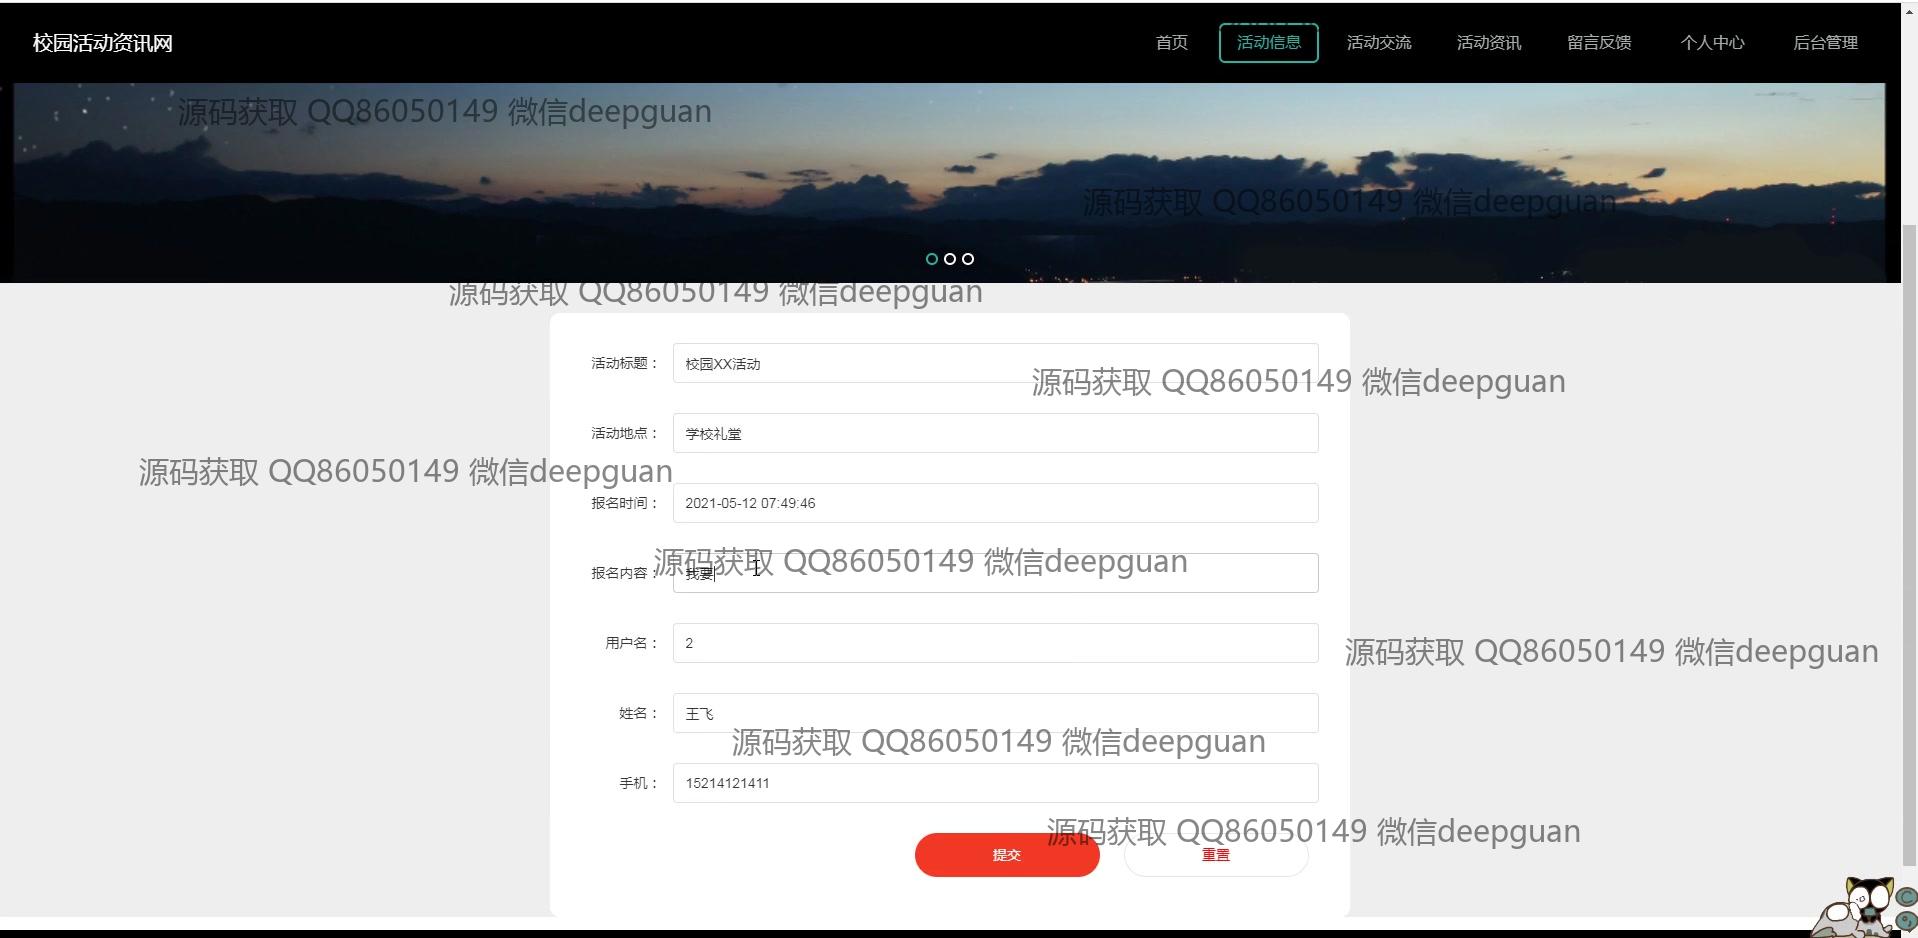 校园活动资讯网
首页 活动信息 活动交流 活动资讯 留言反馈 个人中心 后台管理
源码获取 QQ86050149 微信deepguan
源码获取 QQ86050149 微信deepguan
源码获取 QQ86050149 微信deepguan
活动标题： 校园XX活动
源码获取 QQ86050149 微信deepguan
活动地点： 学校礼堂
源码获取 QQ86050149 微信deepguan
报名时间： 2021-05-12 07:49:46
源码获取 QQ86050149 微信deepguan
报名内容： 我要
用户名： 2
源码获取 QQ86050149 微信deepguan
姓名： 王飞
源码获取 QQ86050149 微信deepguan
手机： 15214121411
源码获取 QQ86050149 微信deepguan
提交 重置